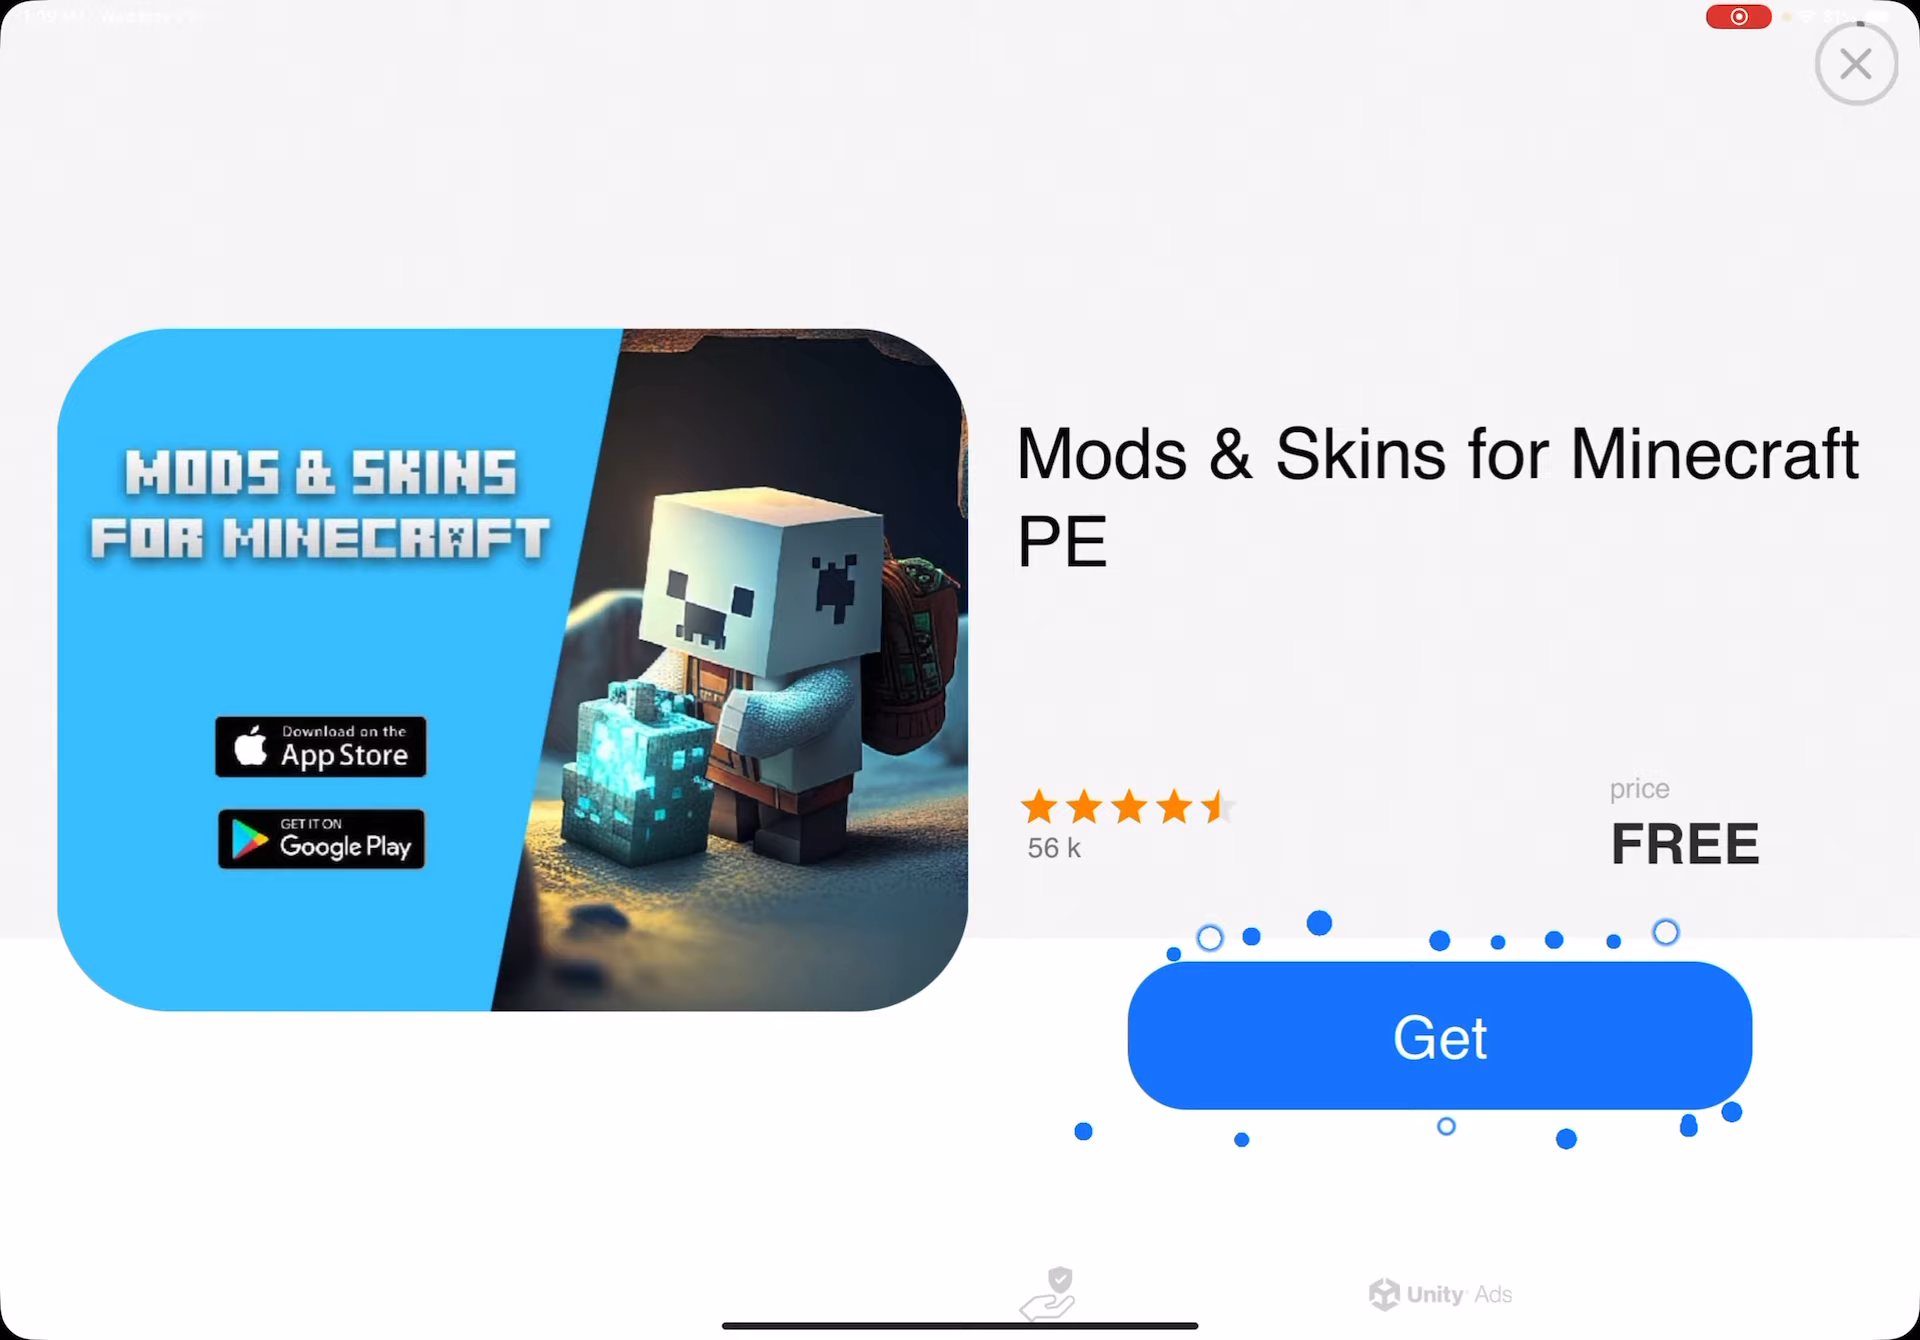 MODS & SKINS
FOR MINECRAFT
Download on the
App Store
GET IT ON
Google Play
Mods & Skins for Minecraft
PE
56 k
price
FREE
Get
Unity Ads